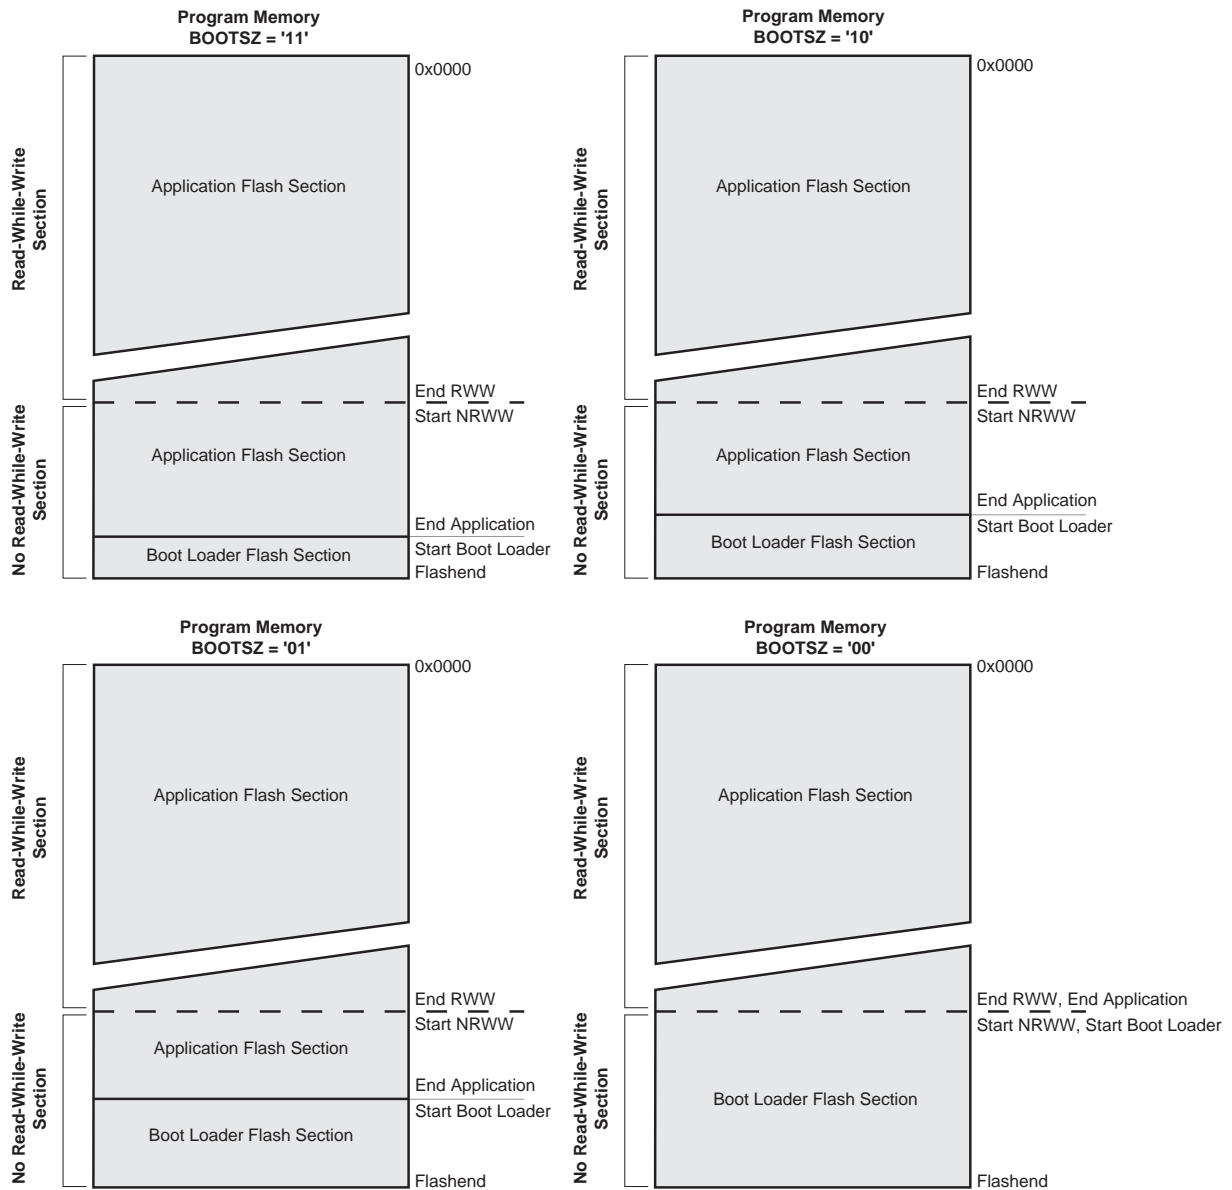 Program Memory
BOOTSZ = '11'
0x0000
Read-While-Write
Section
Application Flash Section
End RWW
Start NRWW
No Read-While-Write
Section
Application Flash Section
End Application
Start Boot Loader
Boot Loader Flash Section
Flashend
Program Memory
BOOTSZ = '10'
0x0000
Read-While-Write
Section
Application Flash Section
End RWW
Start NRWW
No Read-While-Write
Section
Application Flash Section
End Application
Start Boot Loader
Boot Loader Flash Section
Flashend
Program Memory
BOOTSZ = '01'
0x0000
Read-While-Write
Section
Application Flash Section
End RWW
Start NRWW
No Read-While-Write
Section
Application Flash Section
End Application
Start Boot Loader
Boot Loader Flash Section
Flashend
Program Memory
BOOTSZ = '00'
0x0000
Read-While-Write
Section
Application Flash Section
End RWW, End Application
Start NRWW, Start Boot Loader
No Read-While-Write
Section
Boot Loader Flash Section
Flashend